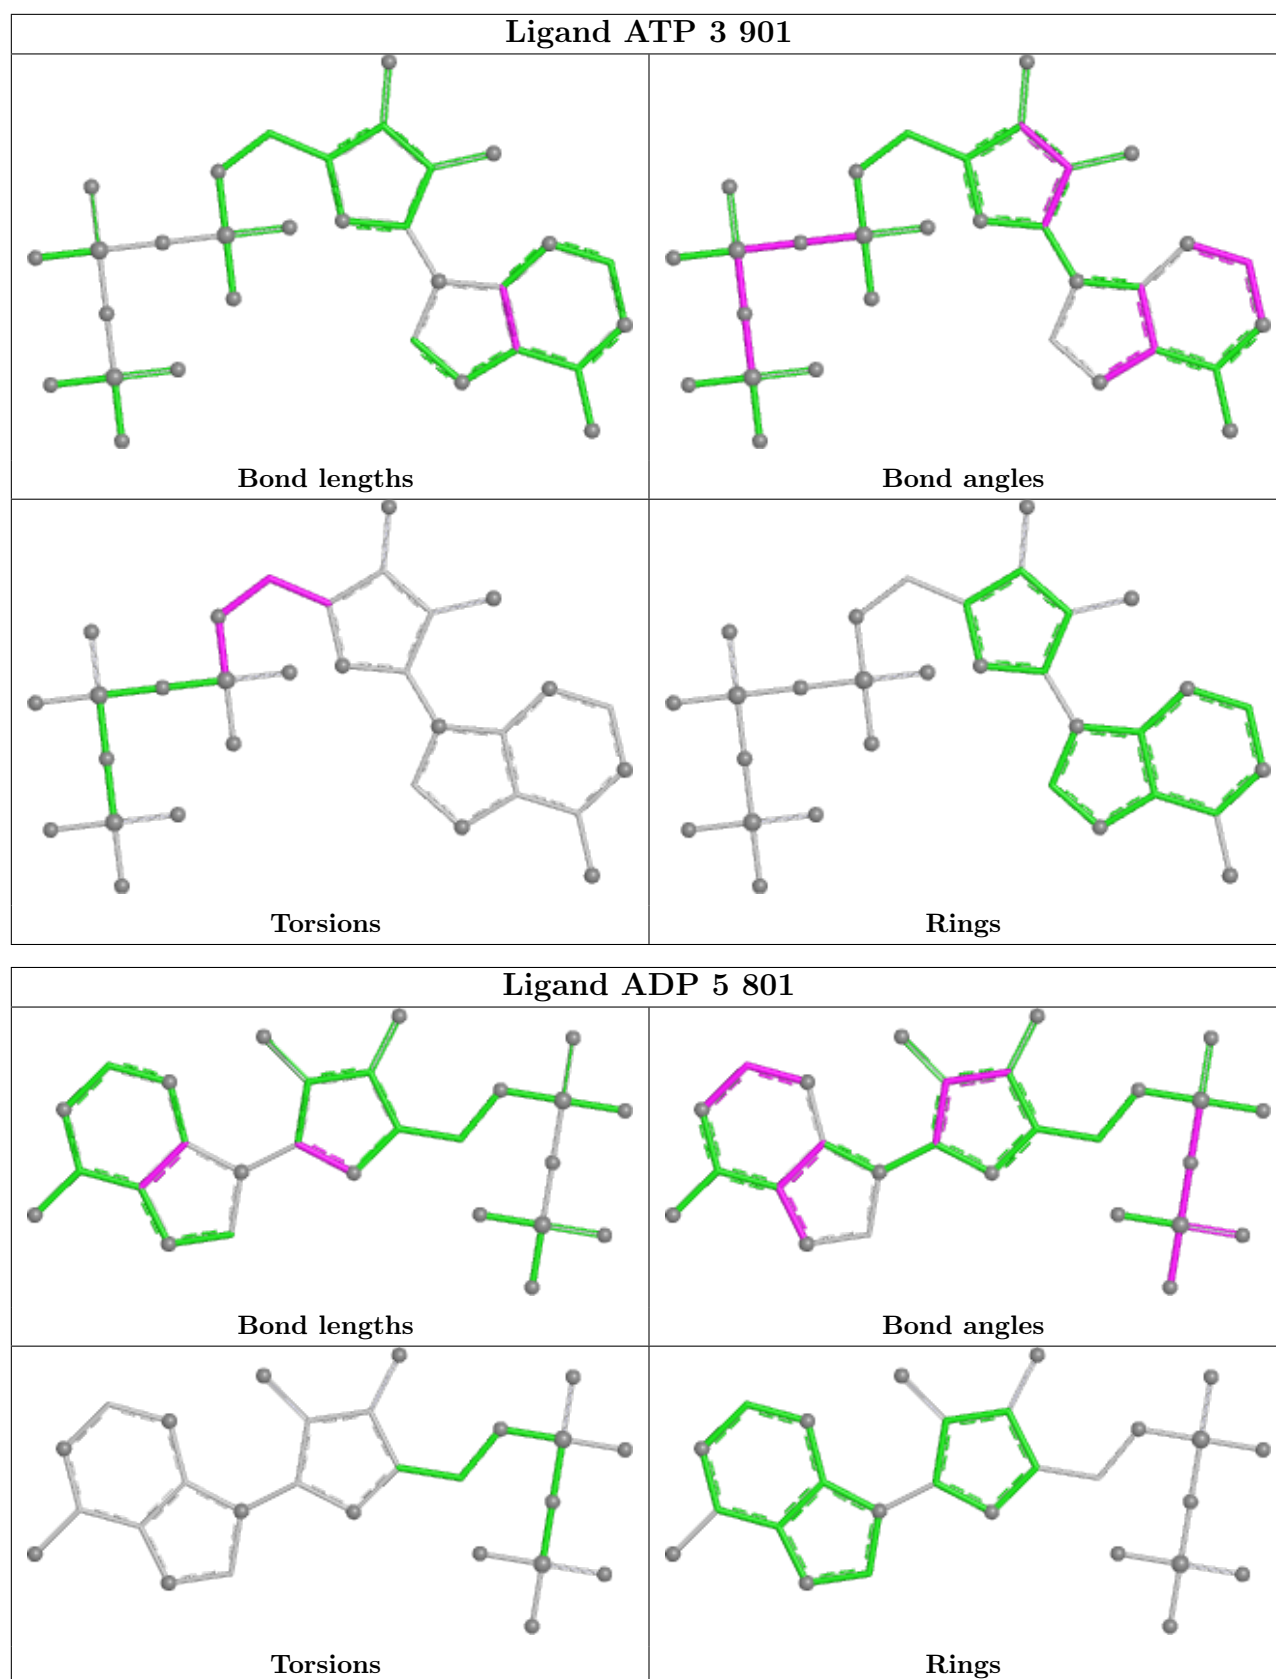 Ligand ATP 3 901
Bond lengths
Bond angles
Torsions
Rings
Ligand ADP 5 801
Bond lengths
Bond angles
Torsions
Rings